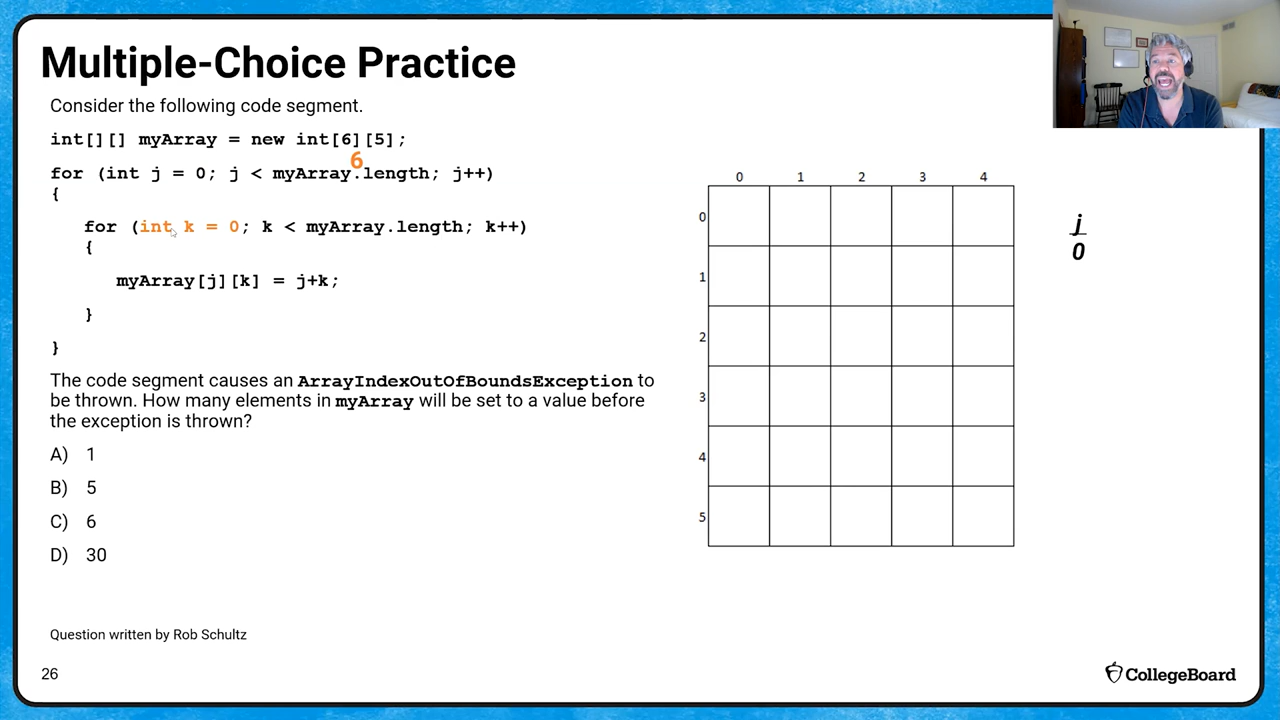 Multiple-Choice Practice
Consider the following code segment.
int[][] myArray = new int[6][5];
6
for (int j = 0; j < myArray.length; j++)
{
for (int k = 0; k < myArray.length; k++)
{
myArray[j][k] = j+k;
}
}
The code segment causes an ArrayIndexOutOfBoundsException to
be thrown. How many elements in myArray will be set to a value before
the exception is thrown?
A) 1
B) 5
C) 6
D) 30
0 1 2 3 4
0
1
2
3
4
5
j
0
Question written by Rob Schultz
26
CollegeBoard